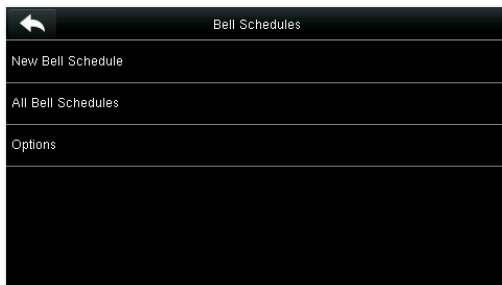 Bell Schedules
New Bell Schedule
All Bell Schedules
Options